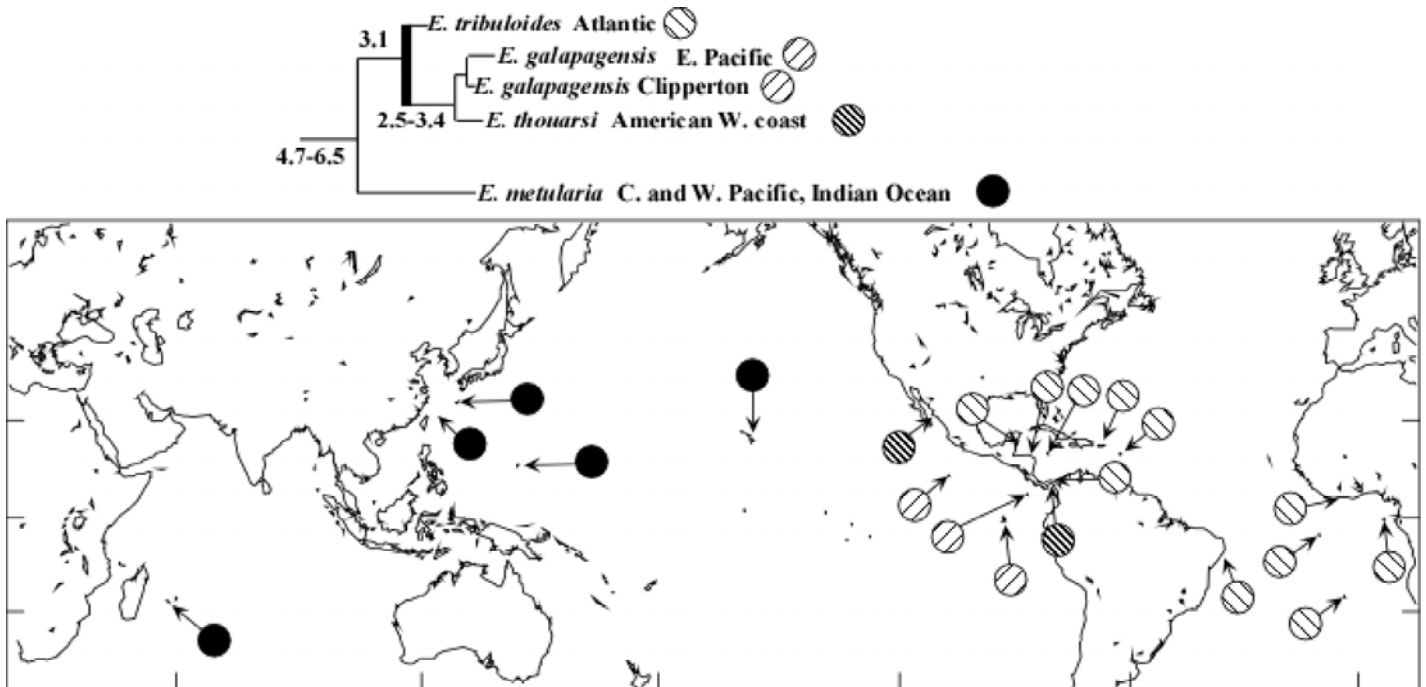 E. tribuloides Atlantic
3.1
E. galapagensis E. Pacific
E. galapagensis Clipperton
2.5-3.4
E. thouarsi American W. coast
4.7-6.5
E. metularia C. and W. Pacific, Indian Ocean